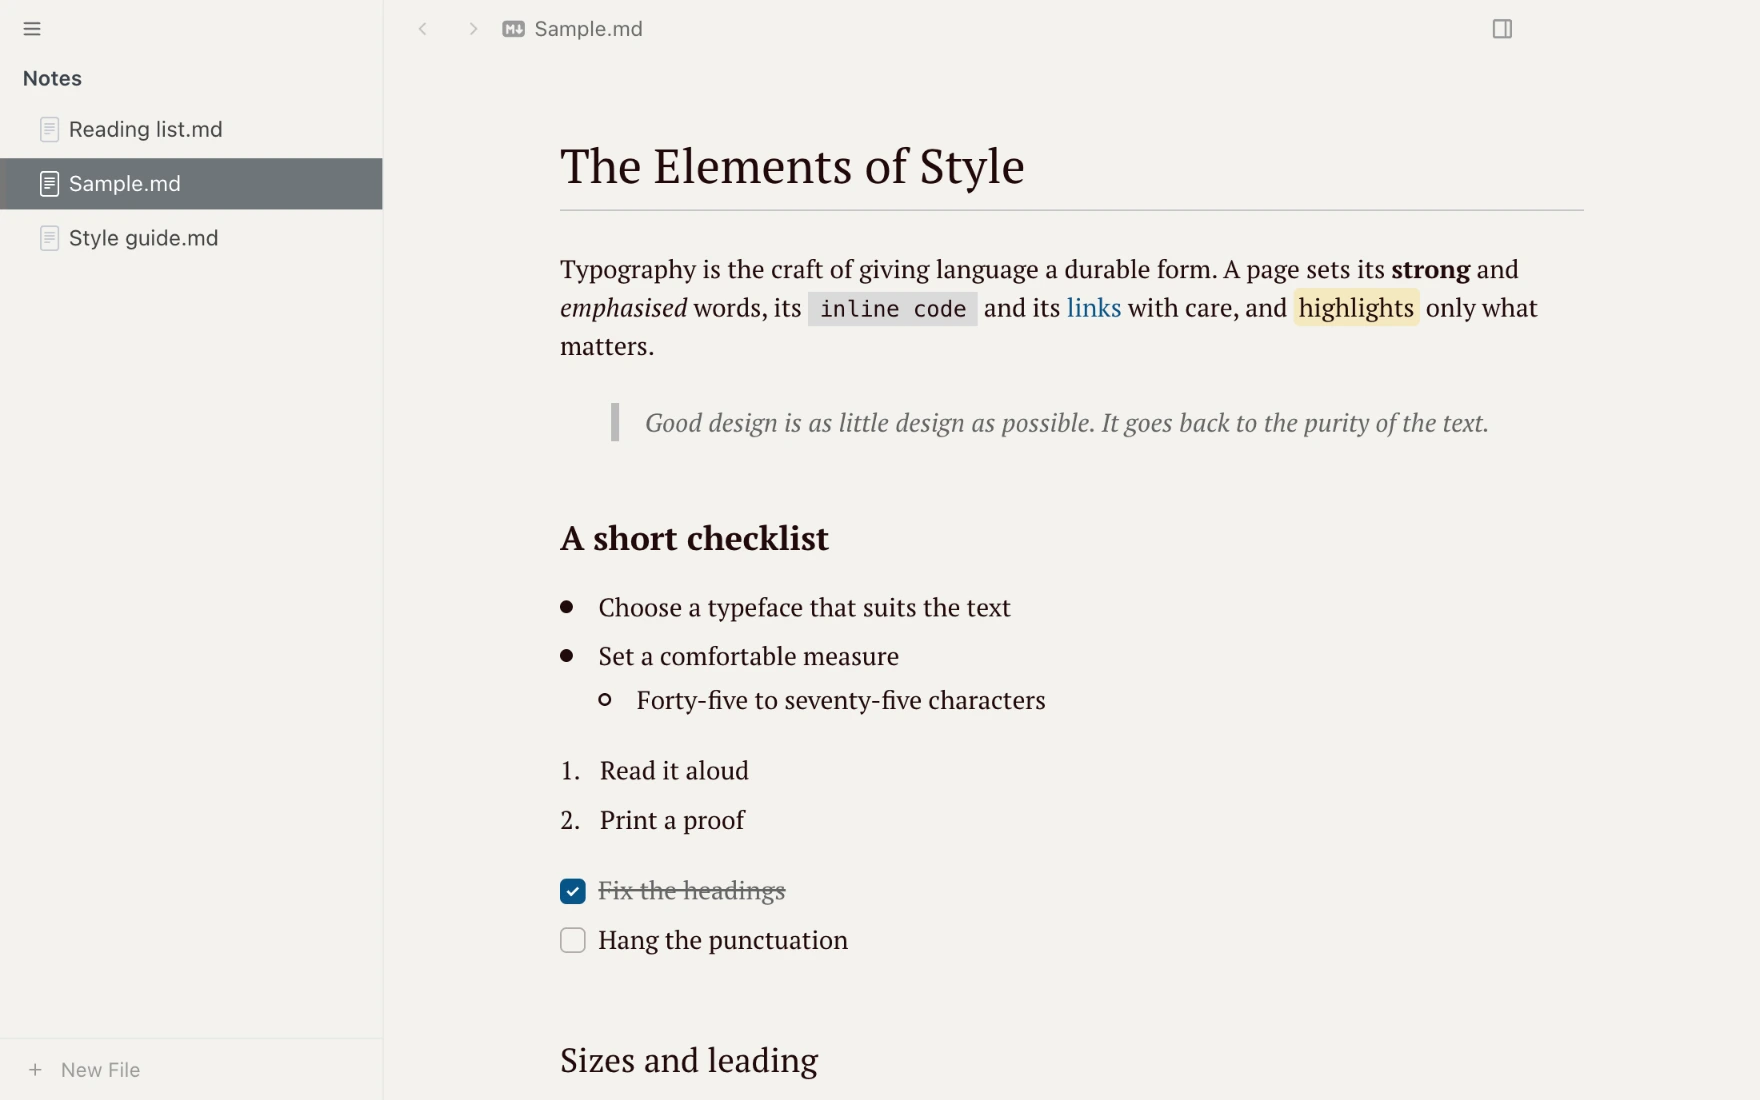 Notes
Reading list.md
Sample.md
Style guide.md
New File
Sample.md
The Elements of Style
Typography is the craft of giving language a durable form. A page sets its strong and
emphasised words, its inline code and its links with care, and highlights only what
matters.
Good design is as little design as possible. It goes back to the purity of the text.
A short checklist
Choose a typeface that suits the text
Set a comfortable measure
Forty-five to seventy-five characters
1. Read it aloud
2. Print a proof
Fix the headings
Hang the punctuation
Sizes and leading